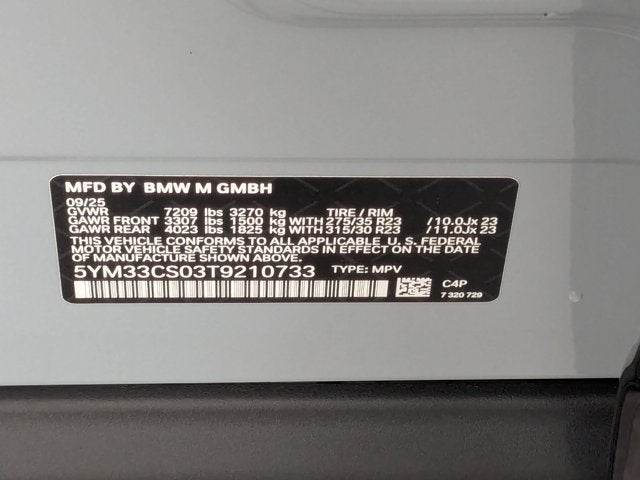 MFD BY BMW M GMBH
09/25
GVWR 7209 lbs 3270 kg TIRE / RIM
GAWR FRONT 3307 lbs 1500 kg WITH 275/35 R23 /10.0Jx 23
GAWR REAR 4023 lbs 1825 kg WITH 315/30 R23 /11.0Jx 23
THIS VEHICLE CONFORMS TO ALL APPLICABLE U. S. FEDERAL
MOTOR VEHICLE SAFETY STANDARDS IN EFFECT ON THE DATE
OF MANUFACTURE SHOWN ABOVE.
5YM33CS03T9210733 TYPE: MPV
C4P
7 320 729